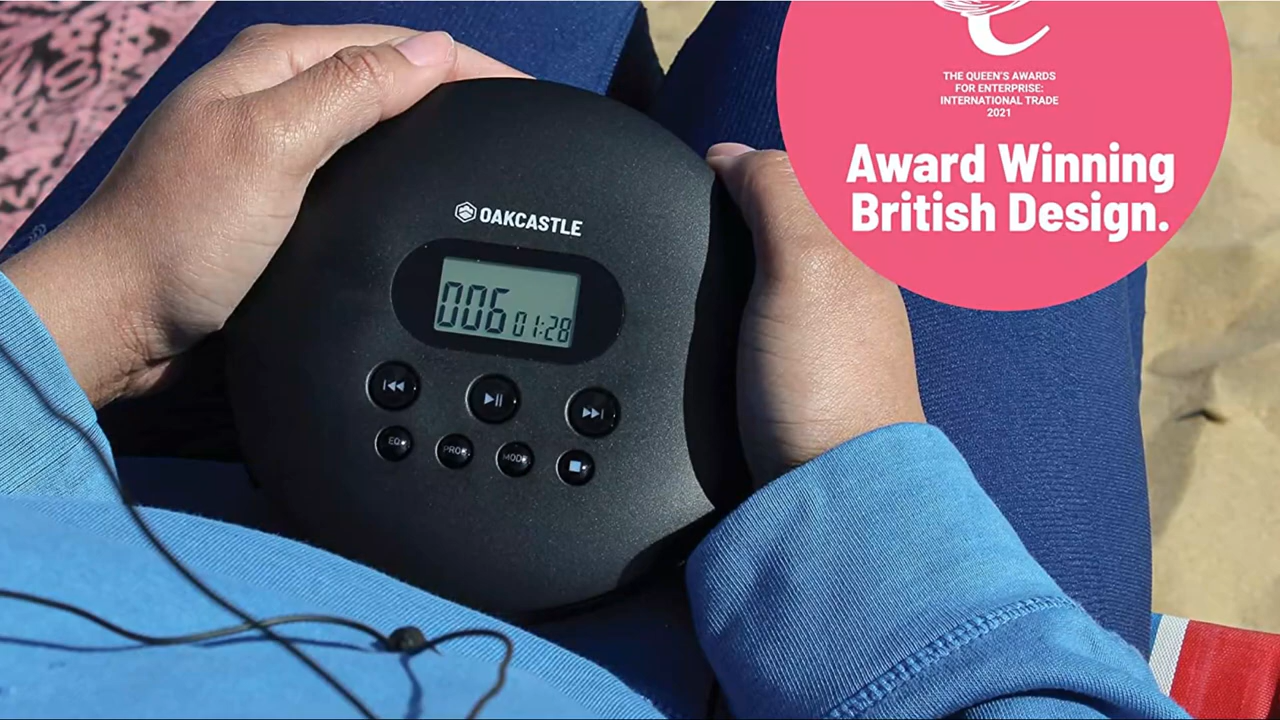 THE QUEEN'S AWARDS
FOR ENTERPRISE:
INTERNATIONAL TRADE
2021
Award Winning
British Design.
OAKCASTLE
006 01:28
EQ
PROG
MODE